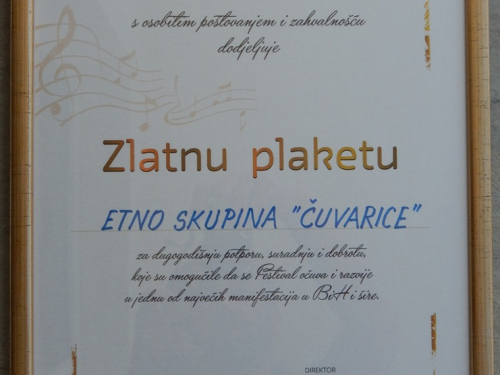 s osobitim poštovanjem i zahvalnošću
dodjeljuje
Zlatnu plaketu
ETNO SKUPINA "ČUVARICE"
za dugogodišnju potporu, suradnju i dobrotu,
koje su omogućile da se Festival očuva i razvije
u jednu od najvećih manifestacija u BiH i šire.
DIREKTOR